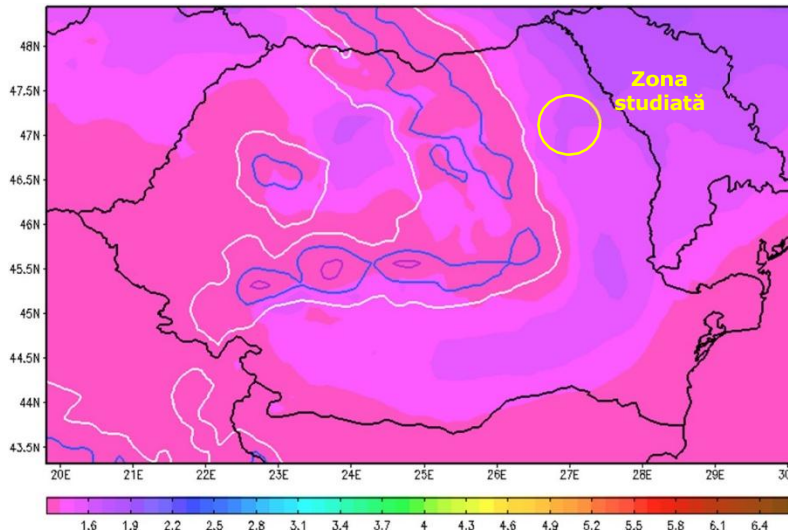 48N
47.5N
47N
46.5N
46N
45.5N
45N
44.5N
44N
43.5N
Zona
studiată
20E 21E 22E 23E 24E 25E 26E 27E 28E 29E 30
1.6 1.9 2.2 2.5 2.8 3.1 3.4 3.7 4 4.3 4.6 4.9 5.2 5.5 5.8 6.1 6.4